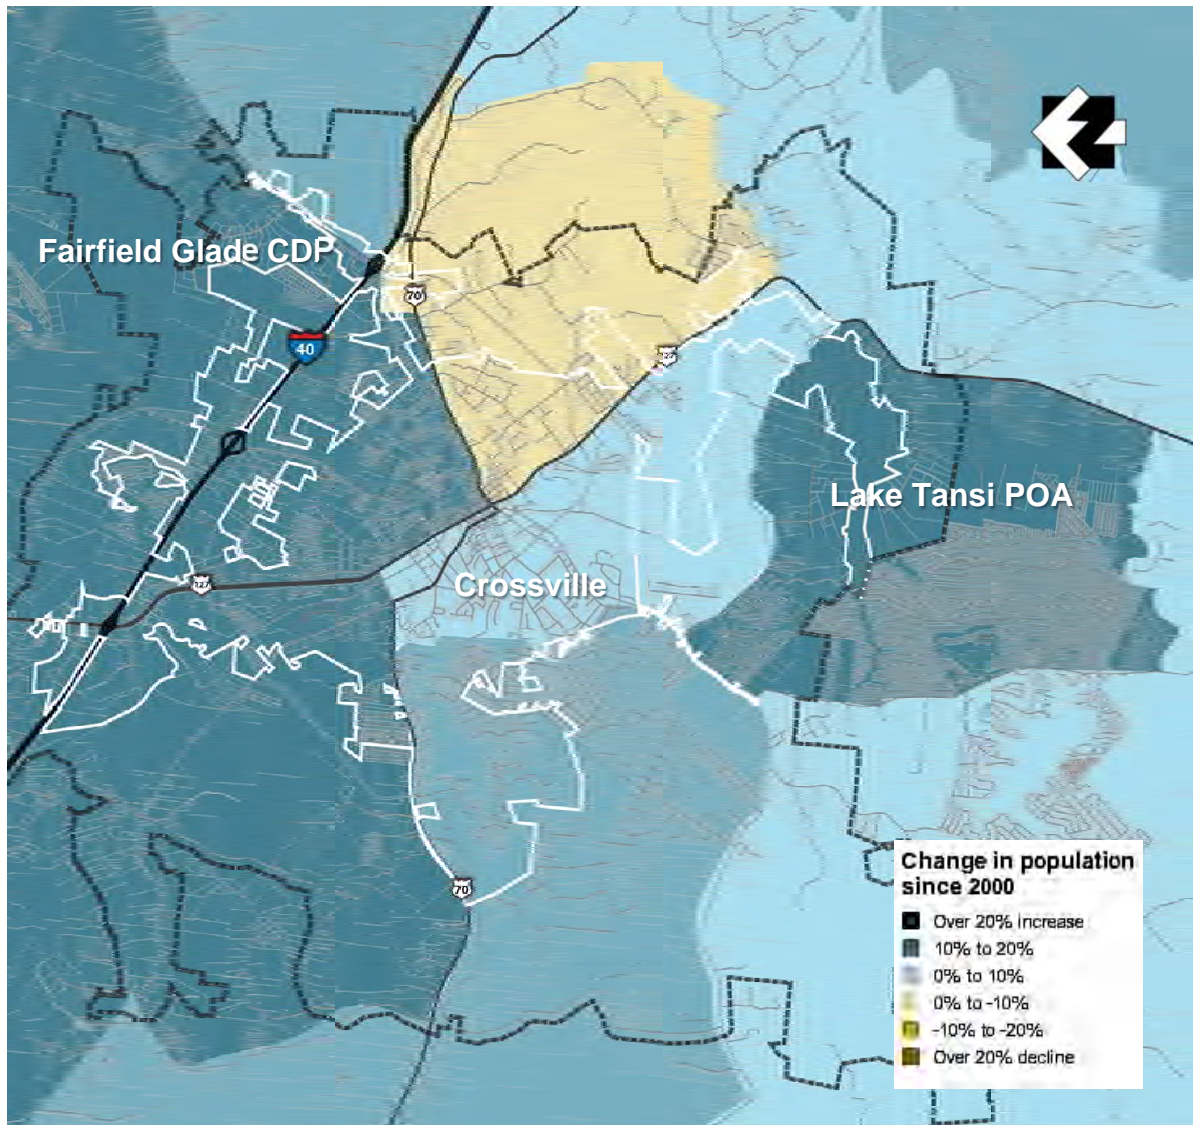 Fairfield Glade CDP
70
40
127
Lake Tansi POA
Crossville
127
70
Change in population
since 2000
Over 20% increase
10% to 20%
0% to 10%
0% to -10%
-10% to -20%
Over 20% decline